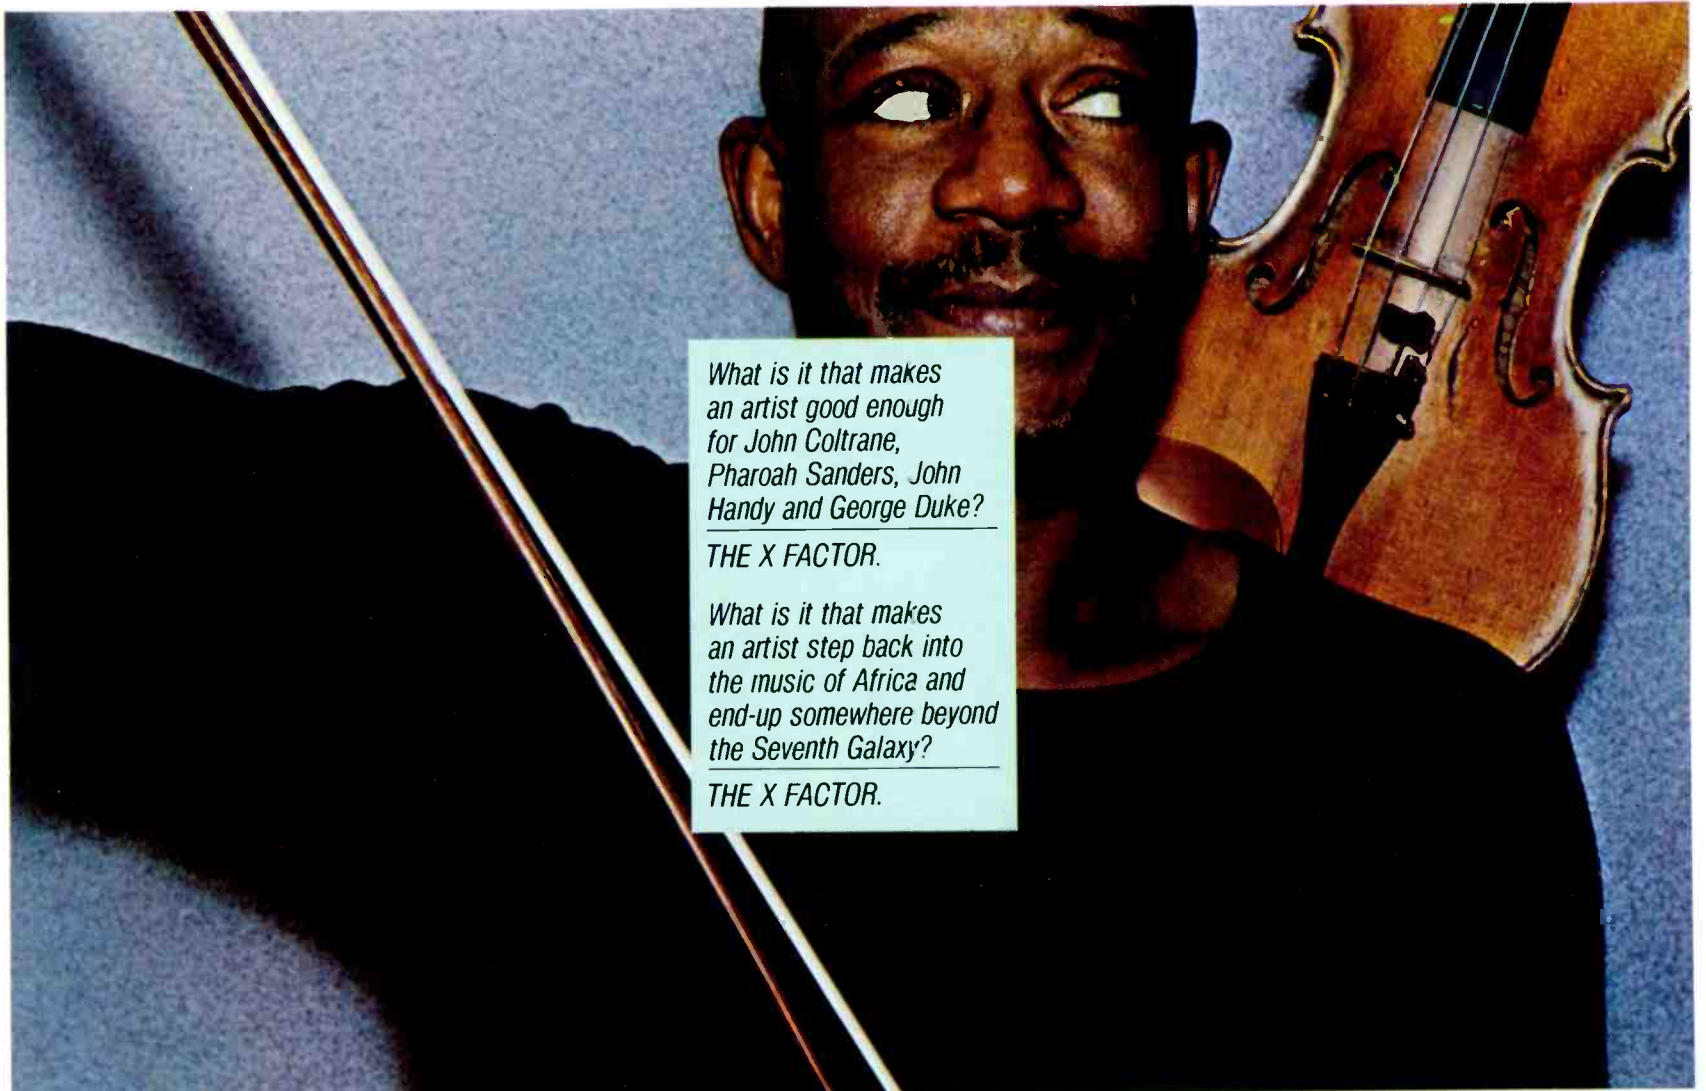 What is it that makes
an artist good enough
for John Coltrane,
Pharoah Sanders, John
Handy and George Duke?
THE X FACTOR.
What is it that makes
an artist step back into
the music of Africa and
end-up somewhere beyond
the Seventh Galaxy?
THE X FACTOR.